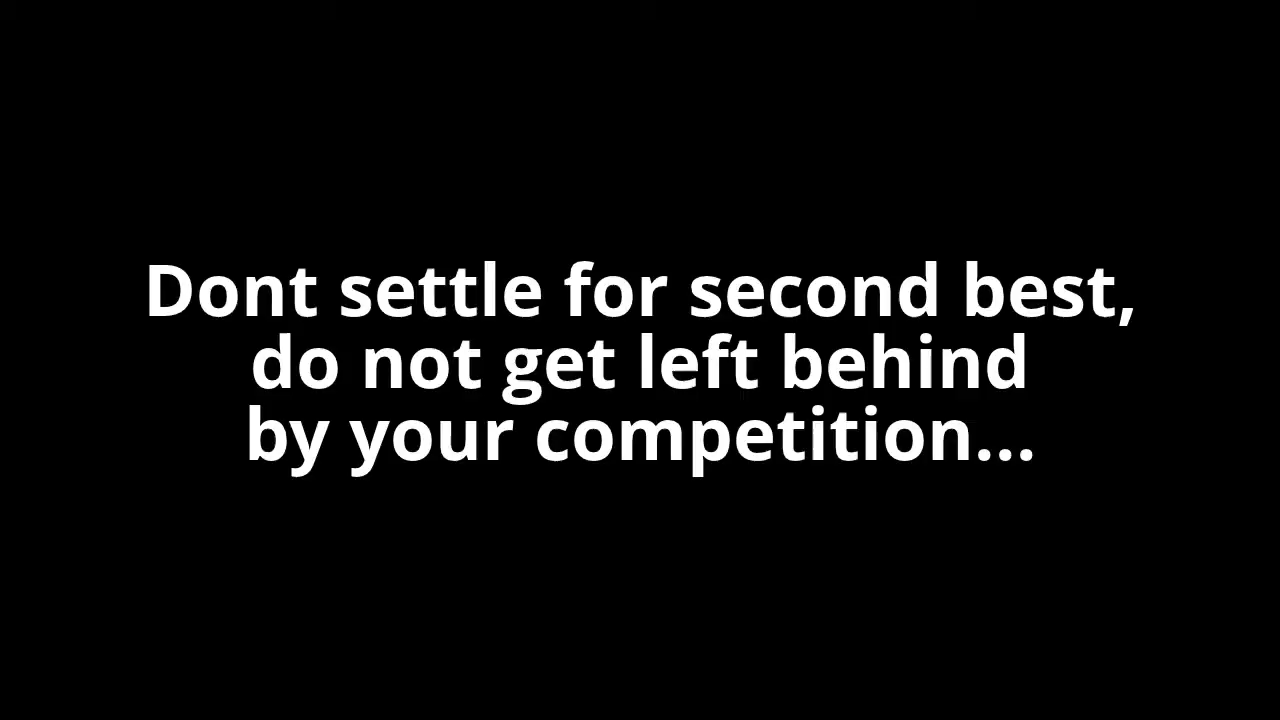 Dont settle for second best,
do not get left behind
by your competition...